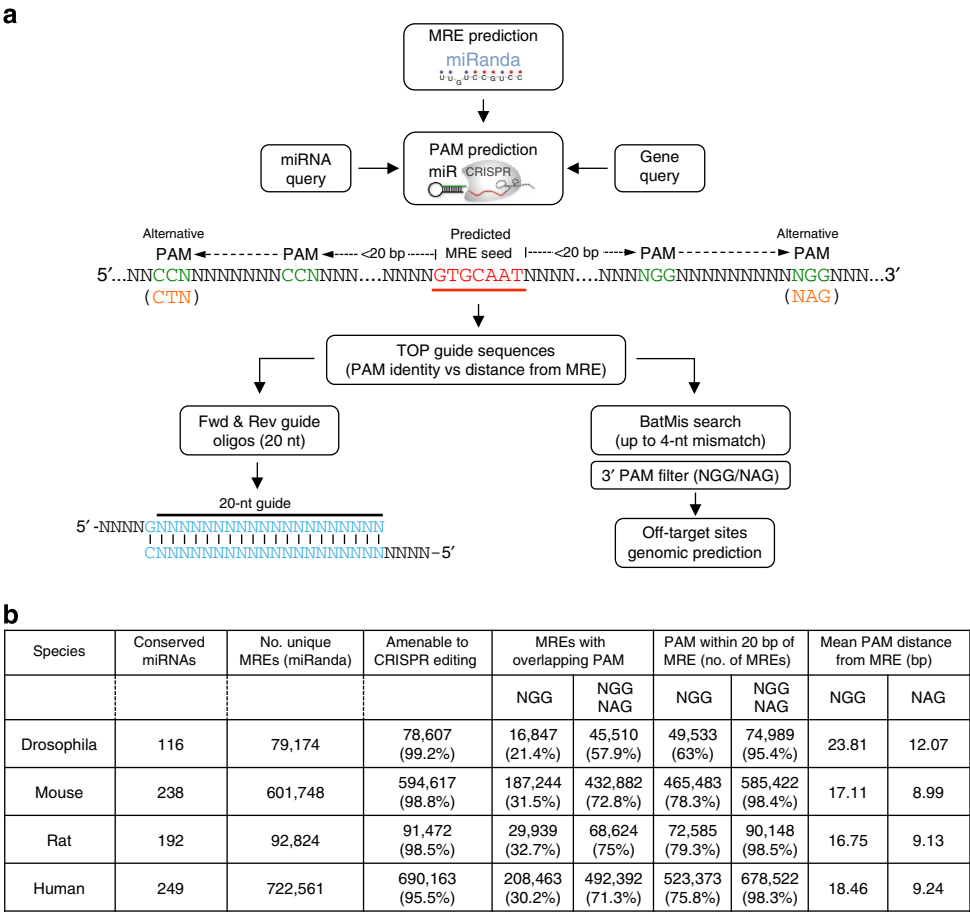 a
MRE prediction
miRanda
UUGUCCGUCC
miRNA
query
PAM prediction
miR CRISPR
Gene
query
Alternative
PAM
PAM
<20 bp
Predicted
MRE seed
<20 bp
PAM
Alternative
PAM
5′...NNCCNNNNNNNNCCNNNN....NNNNGTGCAATNNNN....NNNNGGNNNNNNNNNNGGNNN...3′
(CTN)
(NAG)
TOP guide sequences
(PAM identity vs distance from MRE)
Fwd & Rev guide
oligos (20 nt)
BatMis search
(up to 4-nt mismatch)
3′ PAM filter (NGG/NAG)
Off-target sites
genomic prediction
20-nt guide
5′-NNNNGNNNNNNNNNNNNNNNNNNNN
CNNNNNNNNNNNNNNNNNNNNNNNN–5′
b
Species Conserved miRNAs No. unique MREs (miRanda) Amenable to CRISPR editing MREs with overlapping PAM PAM within 20 bp of MRE (no. of MREs) Mean PAM distance from MRE (bp)
NGG NGG NAG NGG NGG NAG NGG NAG
Drosophila 116 79,174 78,607 (99.2%) 16,847 (21.4%) 45,510 (57.9%) 49,533 (63%) 74,989 (95.4%) 23.81 12.07
Mouse 238 601,748 594,617 (98.8%) 187,244 (31.5%) 432,882 (72.8%) 465,483 (78.3%) 585,422 (98.4%) 17.11 8.99
Rat 192 92,824 91,472 (98.5%) 29,939 (32.7%) 68,624 (75%) 72,585 (79.3%) 90,148 (98.5%) 16.75 9.13
Human 249 722,561 690,163 (95.5%) 208,463 (30.2%) 492,392 (71.3%) 523,373 (75.8%) 678,522 (98.3%) 18.46 9.24